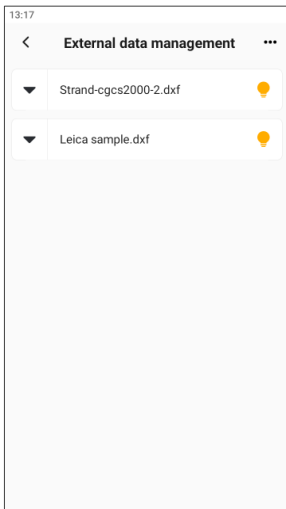 13:17
External data management
Strand-cgcs2000-2.dxf
Leica sample.dxf